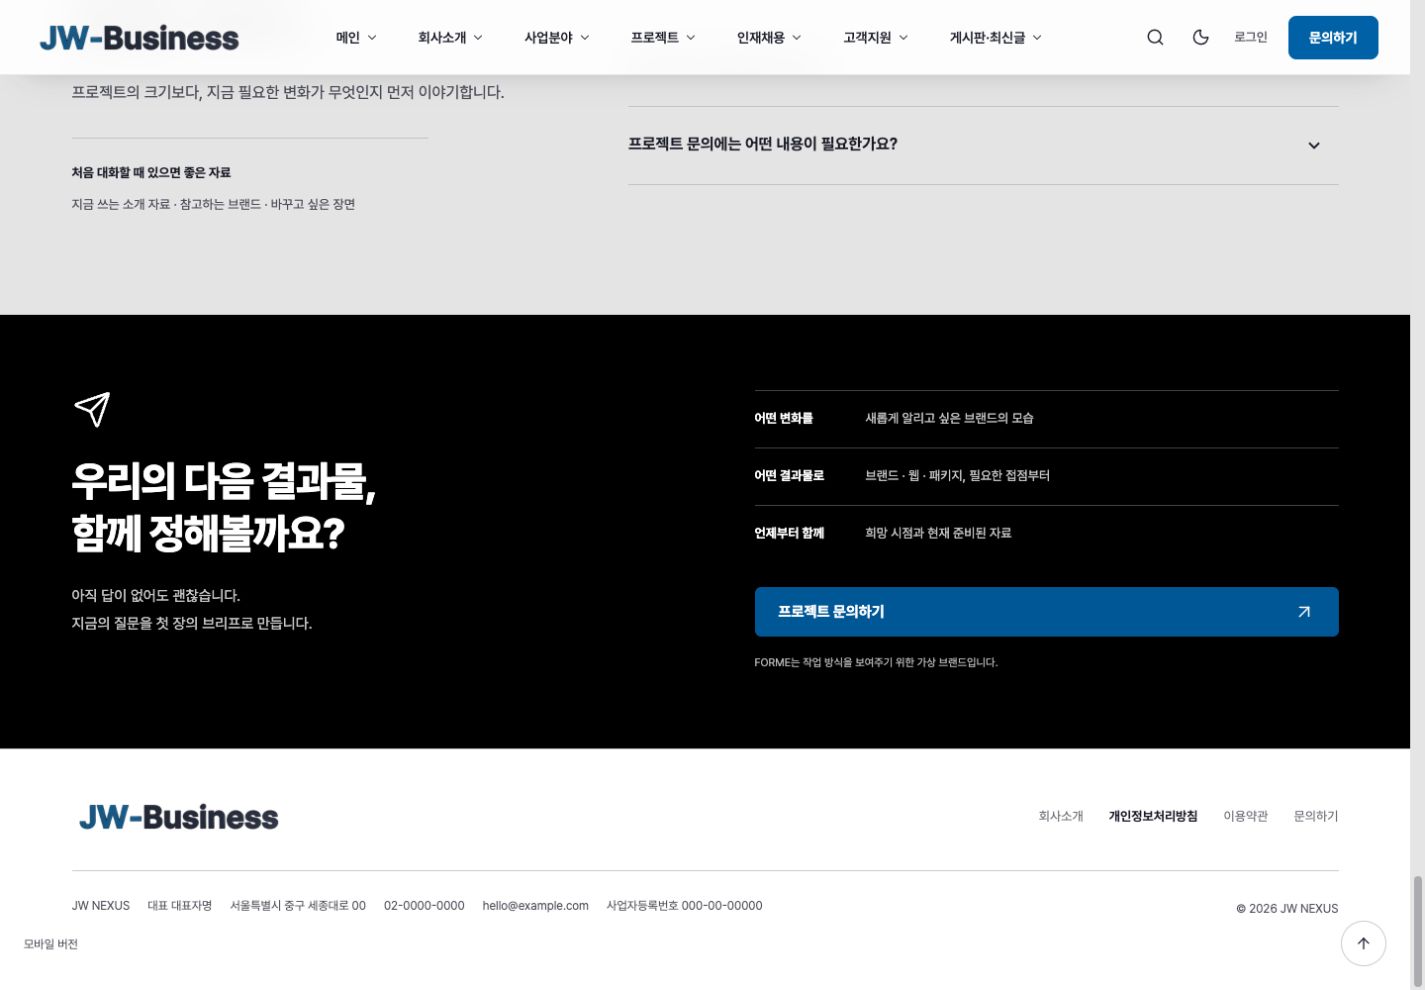 JW-Business
메인
회사소개
사업분야
프로젝트
인재채용
고객지원
게시판·최신글
로그인
문의하기
프로젝트의 크기보다, 지금 필요한 변화가 무엇인지 먼저 이야기합니다.
처음 대화할 때 있으면 좋은 자료
지금 쓰는 소개 자료 · 참고하는 브랜드 · 바꾸고 싶은 장면
프로젝트 문의에는 어떤 내용이 필요한가요?
우리의 다음 결과물,
함께 정해볼까요?
아직 답이 없어도 괜찮습니다.
지금의 질문을 첫 장의 브리프로 만듭니다.
어떤 변화를 새롭게 알리고 싶은 브랜드의 모습
어떤 결과물로 브랜드 · 웹 · 패키지, 필요한 접점부터
언제부터 함께 희망 시점과 현재 준비된 자료
프로젝트 문의하기
FORME는 작업 방식을 보여주기 위한 가상 브랜드입니다.
JW-Business
회사소개 개인정보처리방침 이용약관 문의하기
JW NEXUS 대표 대표자명 서울특별시 중구 세종대로 00 02-0000-0000 hello@example.com 사업자등록번호 000-00-00000
© 2026 JW NEXUS
모바일 버전